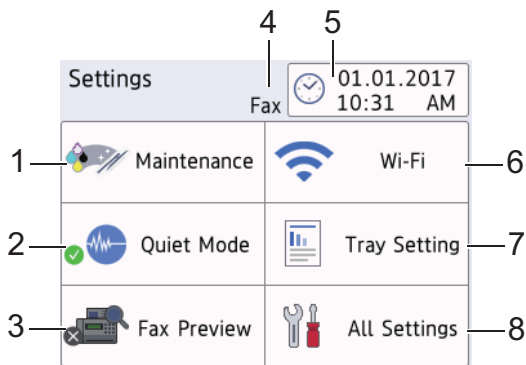 4 5
Settings
Fax
01.01.2017
10:31 AM
1 Maintenance
Wi-Fi 6
2 Quiet Mode
Tray Setting 7
3 Fax Preview
All Settings 8